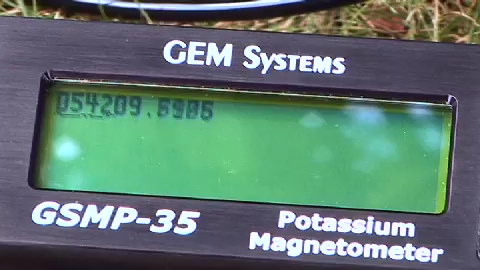 GEM SYSTEMS
054209.6906
GSMP-35
Potassium
Magnetometer